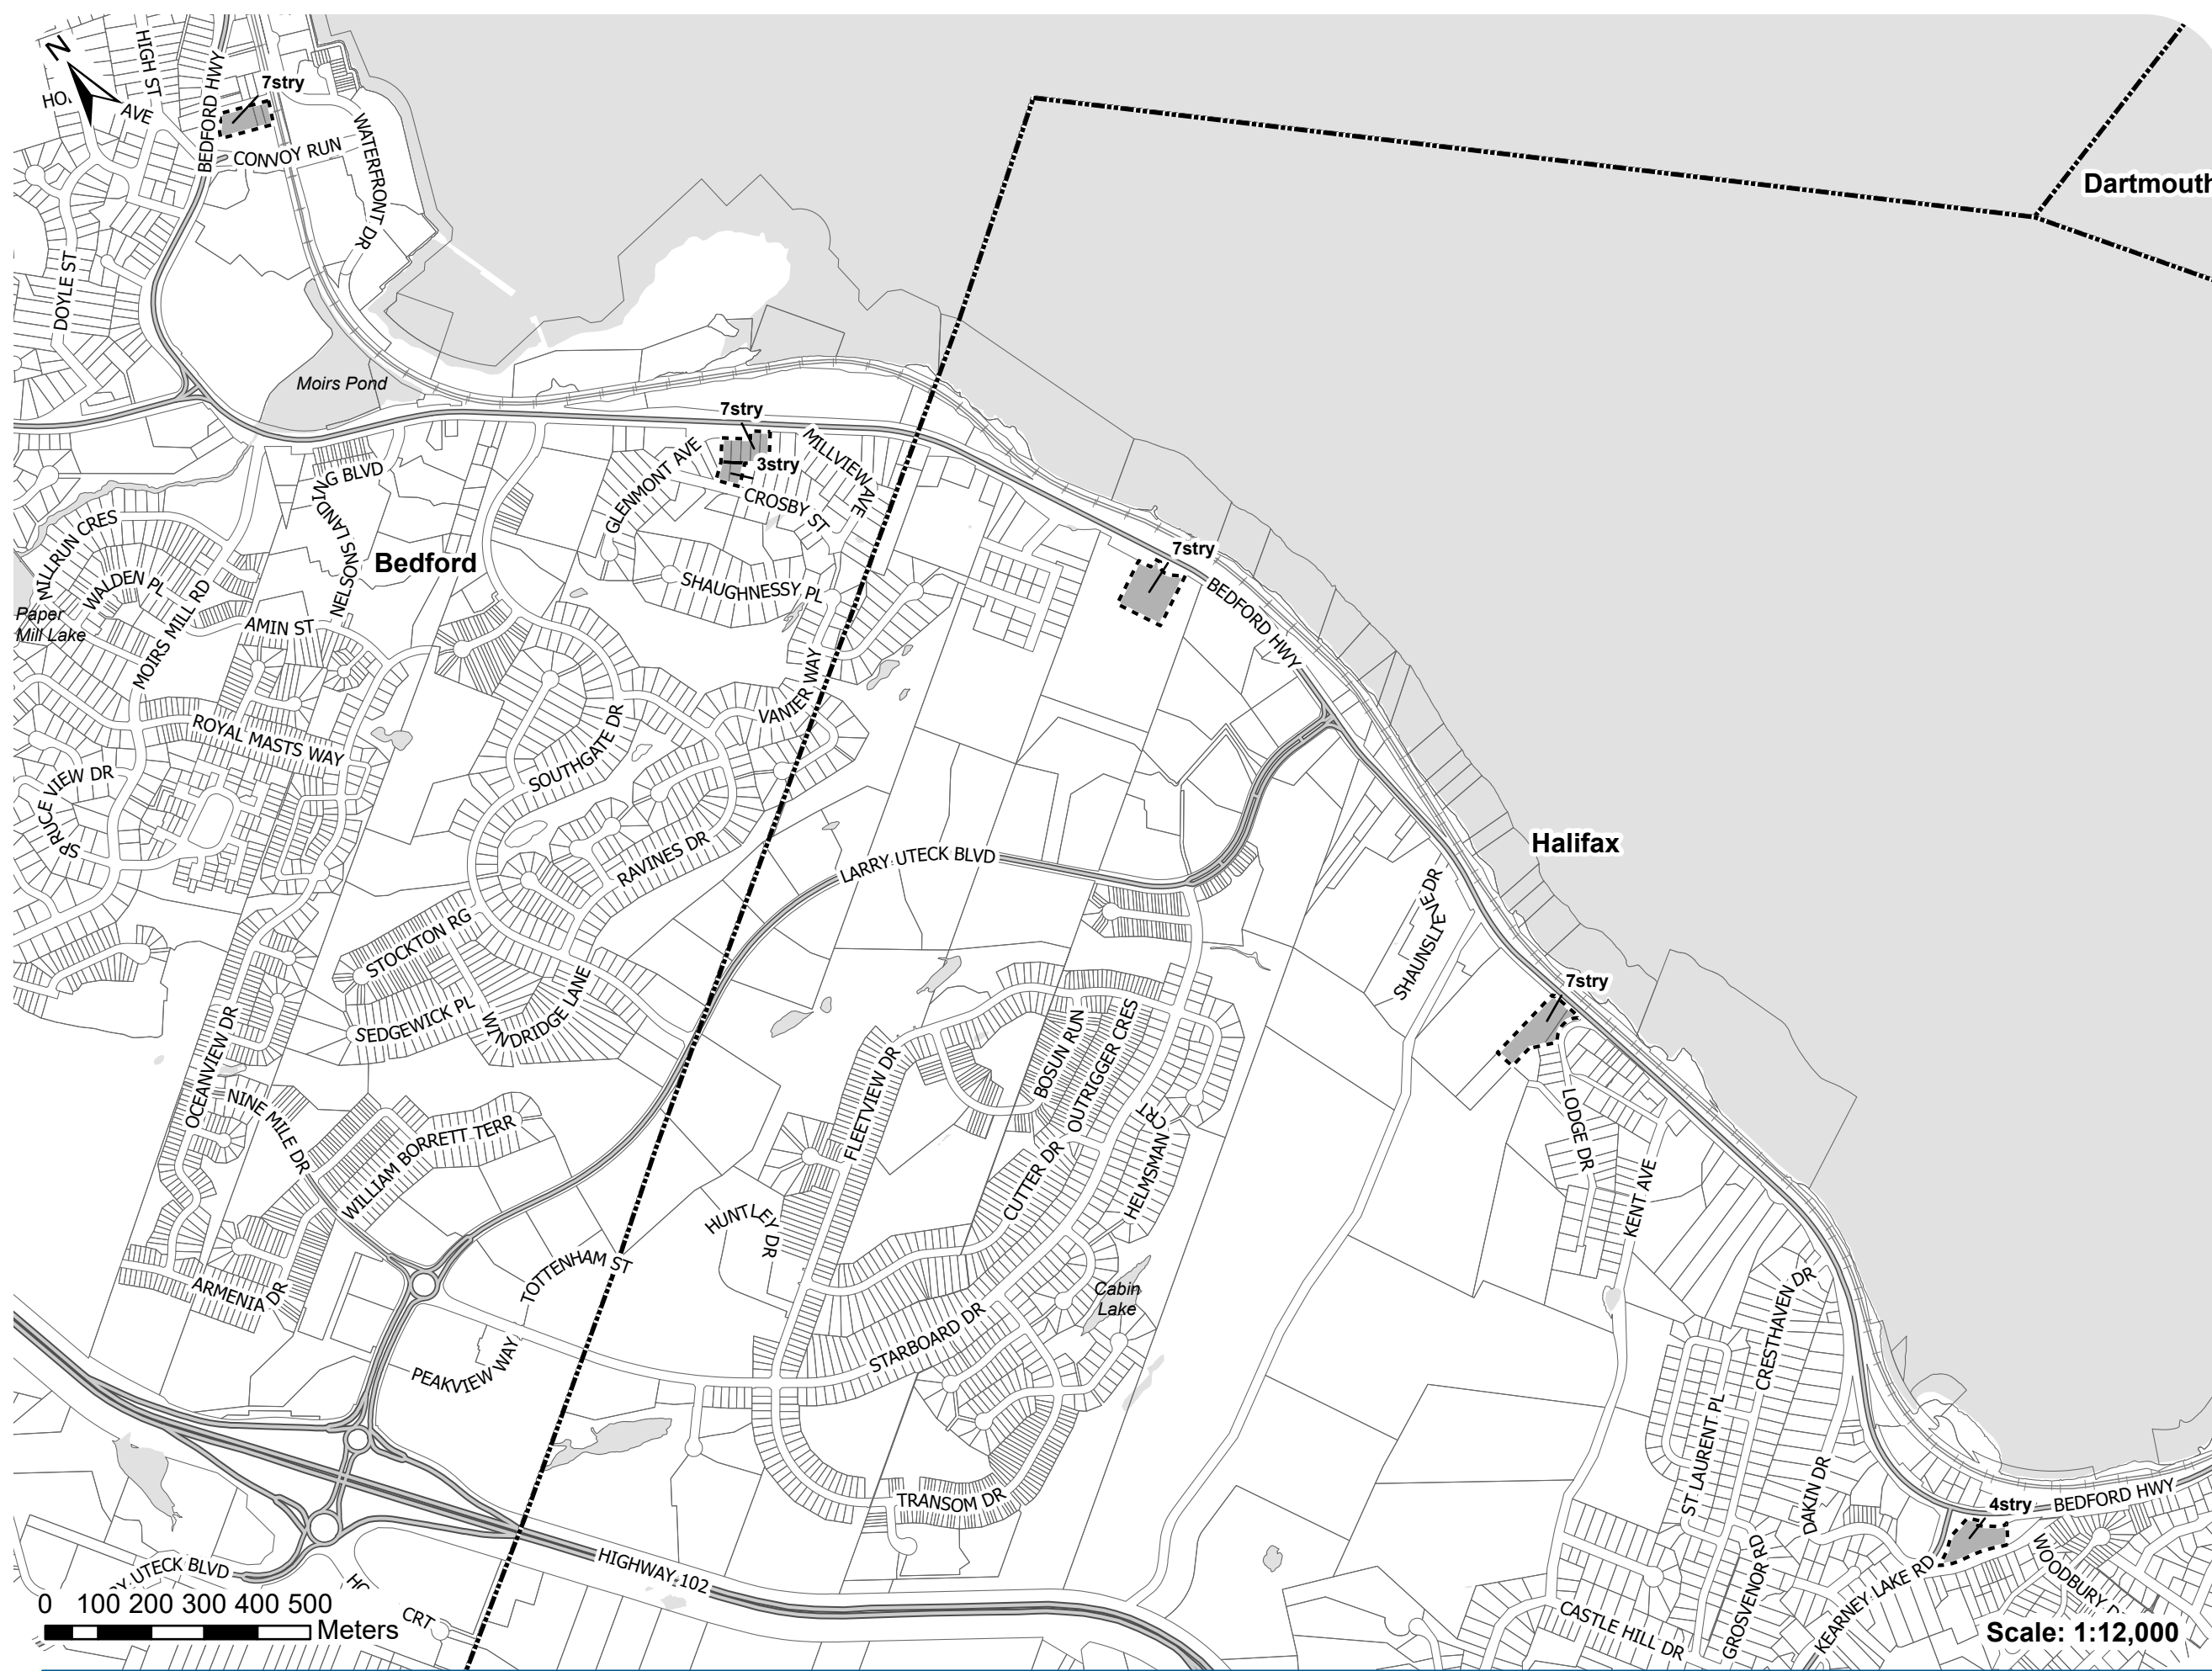 N
HIGH ST
BEDFORD HWY
7stry
AVE
CONVOY RUN
WATERFRONT DR
Dartmouth
DOYLE ST
Moirs Pond
7stry
3stry
MILLVIEW AVE
GLENMONT AVE
CROSBY ST
NELSONS LANDING BLVD
Bedford
7stry
MILLRUN CRES
WALDEN PL
SHAUGHNESSY PL
BEDFORD HWY
Paper
Mill Lake
AMIN ST
MOIRS MILL RD
VANIER WAY
ROYAL MASTS WAY
SOUTHGATE DR
SPRUCE VIEW DR
Halifax
RAVINES DR
LARRY UTECK BLVD
SHAUNSLIEVE DR
STOCKTON RG
7stry
SEDGEWICK PL
WINDRIDGE LANE
OCEANVIEW DR
BOSUN RUN
OUTRIGGER CRES
FLEETVIEW DR
NINE MILE DR
WILLIAM BORRETT TERR
LODGE DR
HELMSMAN CRT
CUTTER DR
KENT AVE
HUNTLEY DR
TOTTENHAM ST
ARMENIA DR
Cabin
Lake
CRESTHAVEN DR
STARBOARD DR
PEAKVIEW WAY
ST LAURENT PL
DAKIN DR
TRANSOM DR
4stry
BEDFORD HWY
HIGHWAY 102
UTECK BLVD
CRT
WOODBURY
KEARNEY LAKE RD
GROSVENOR RD
CASTLE HILL DR
0 100 200 300 400 500
Meters
Scale: 1:12,000